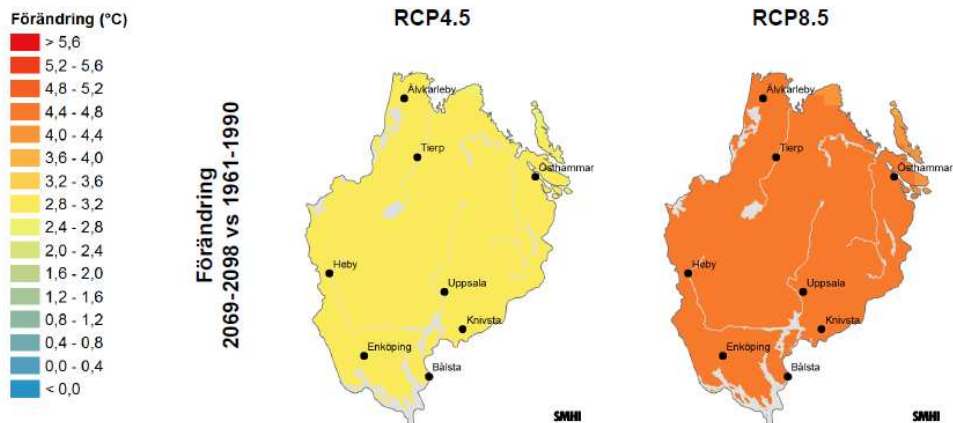 Förändring (°C)
> 5,6
5,2 - 5,6
4,8 - 5,2
4,4 - 4,8
4,0 - 4,4
3,6 - 4,0
3,2 - 3,6
2,8 - 3,2
2,4 - 2,8
2,0 - 2,4
1,6 - 2,0
1,2 - 1,6
0,8 - 1,2
0,4 - 0,8
0,0 - 0,4
< 0,0
Förändring
2069-2098 vs 1961-1990
RCP4.5
Älvkarleby
Tierp
Östhammar
Heby
Uppsala
Knivsta
Enköping
Bålsta
SMHI
RCP8.5
Älvkarleby
Tierp
Östhammar
Heby
Uppsala
Knivsta
Enköping
Bålsta
SMHI